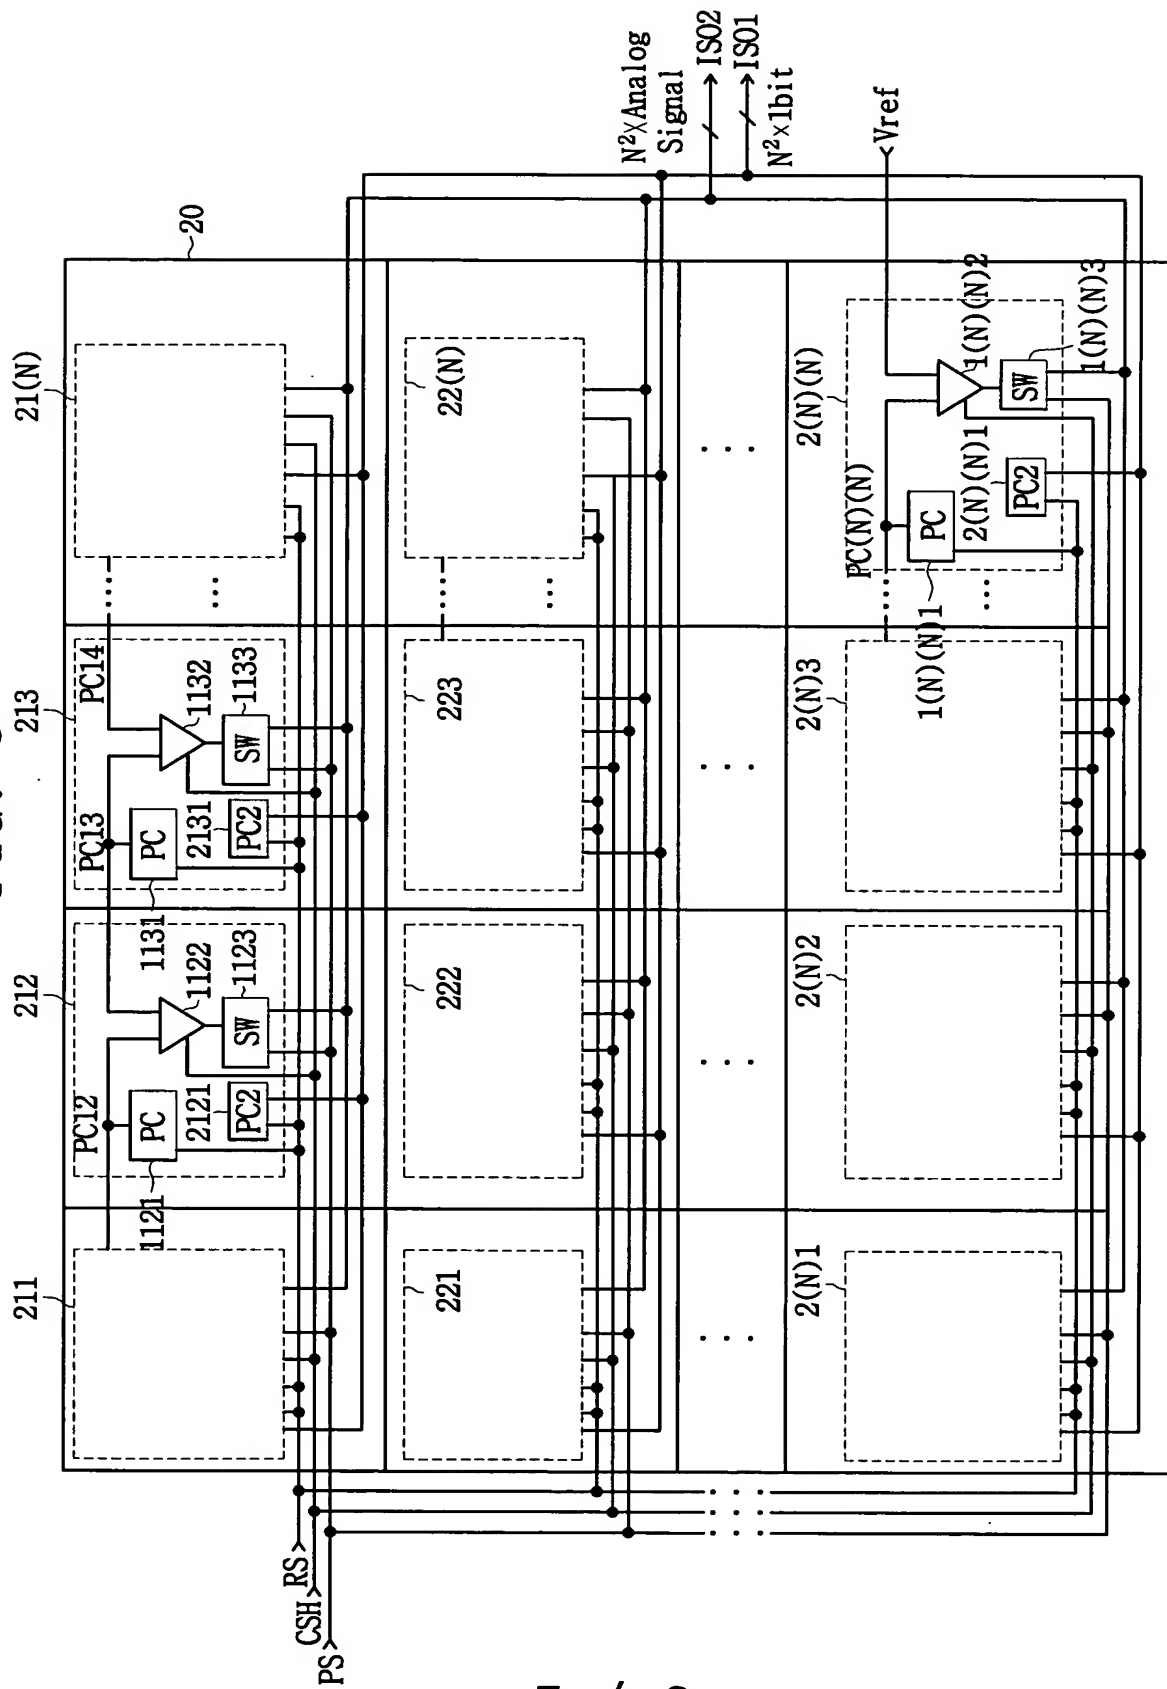 20
211
212
213
21(N)
PC12
PC13
PC14
1121
PC
2121
PC2
1122
SW
1123
1131
PC
2131
PC2
1132
SW
1133
RS
CSH
PS
221
222
223
22(N)
N²×Analog
Signal
ISO2
ISO1
N²×1bit
2(N)1
2(N)2
2(N)3
2(N)(N)
PC(N)(N)
1(N)(N)1
PC
2(N)(N)1
PC2
1(N)(N)2
SW
1(N)(N)3
Vref